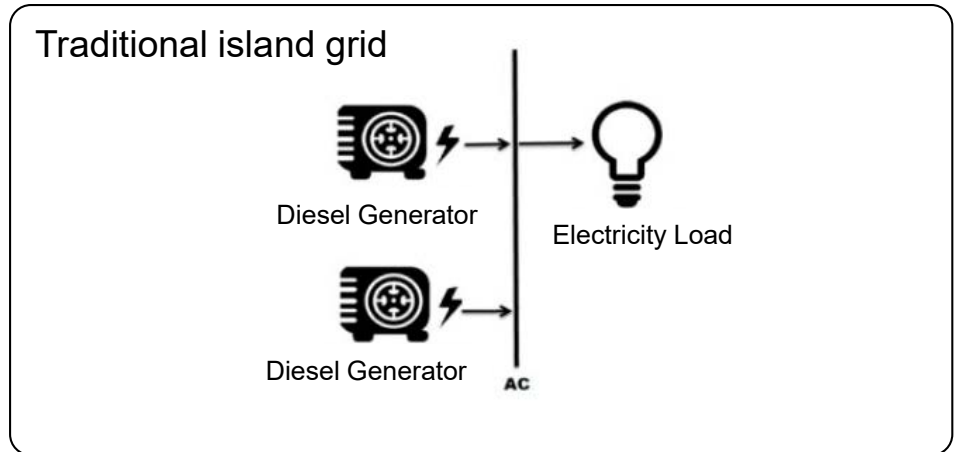 Traditional island grid
Diesel Generator
Electricity Load
Diesel Generator
AC